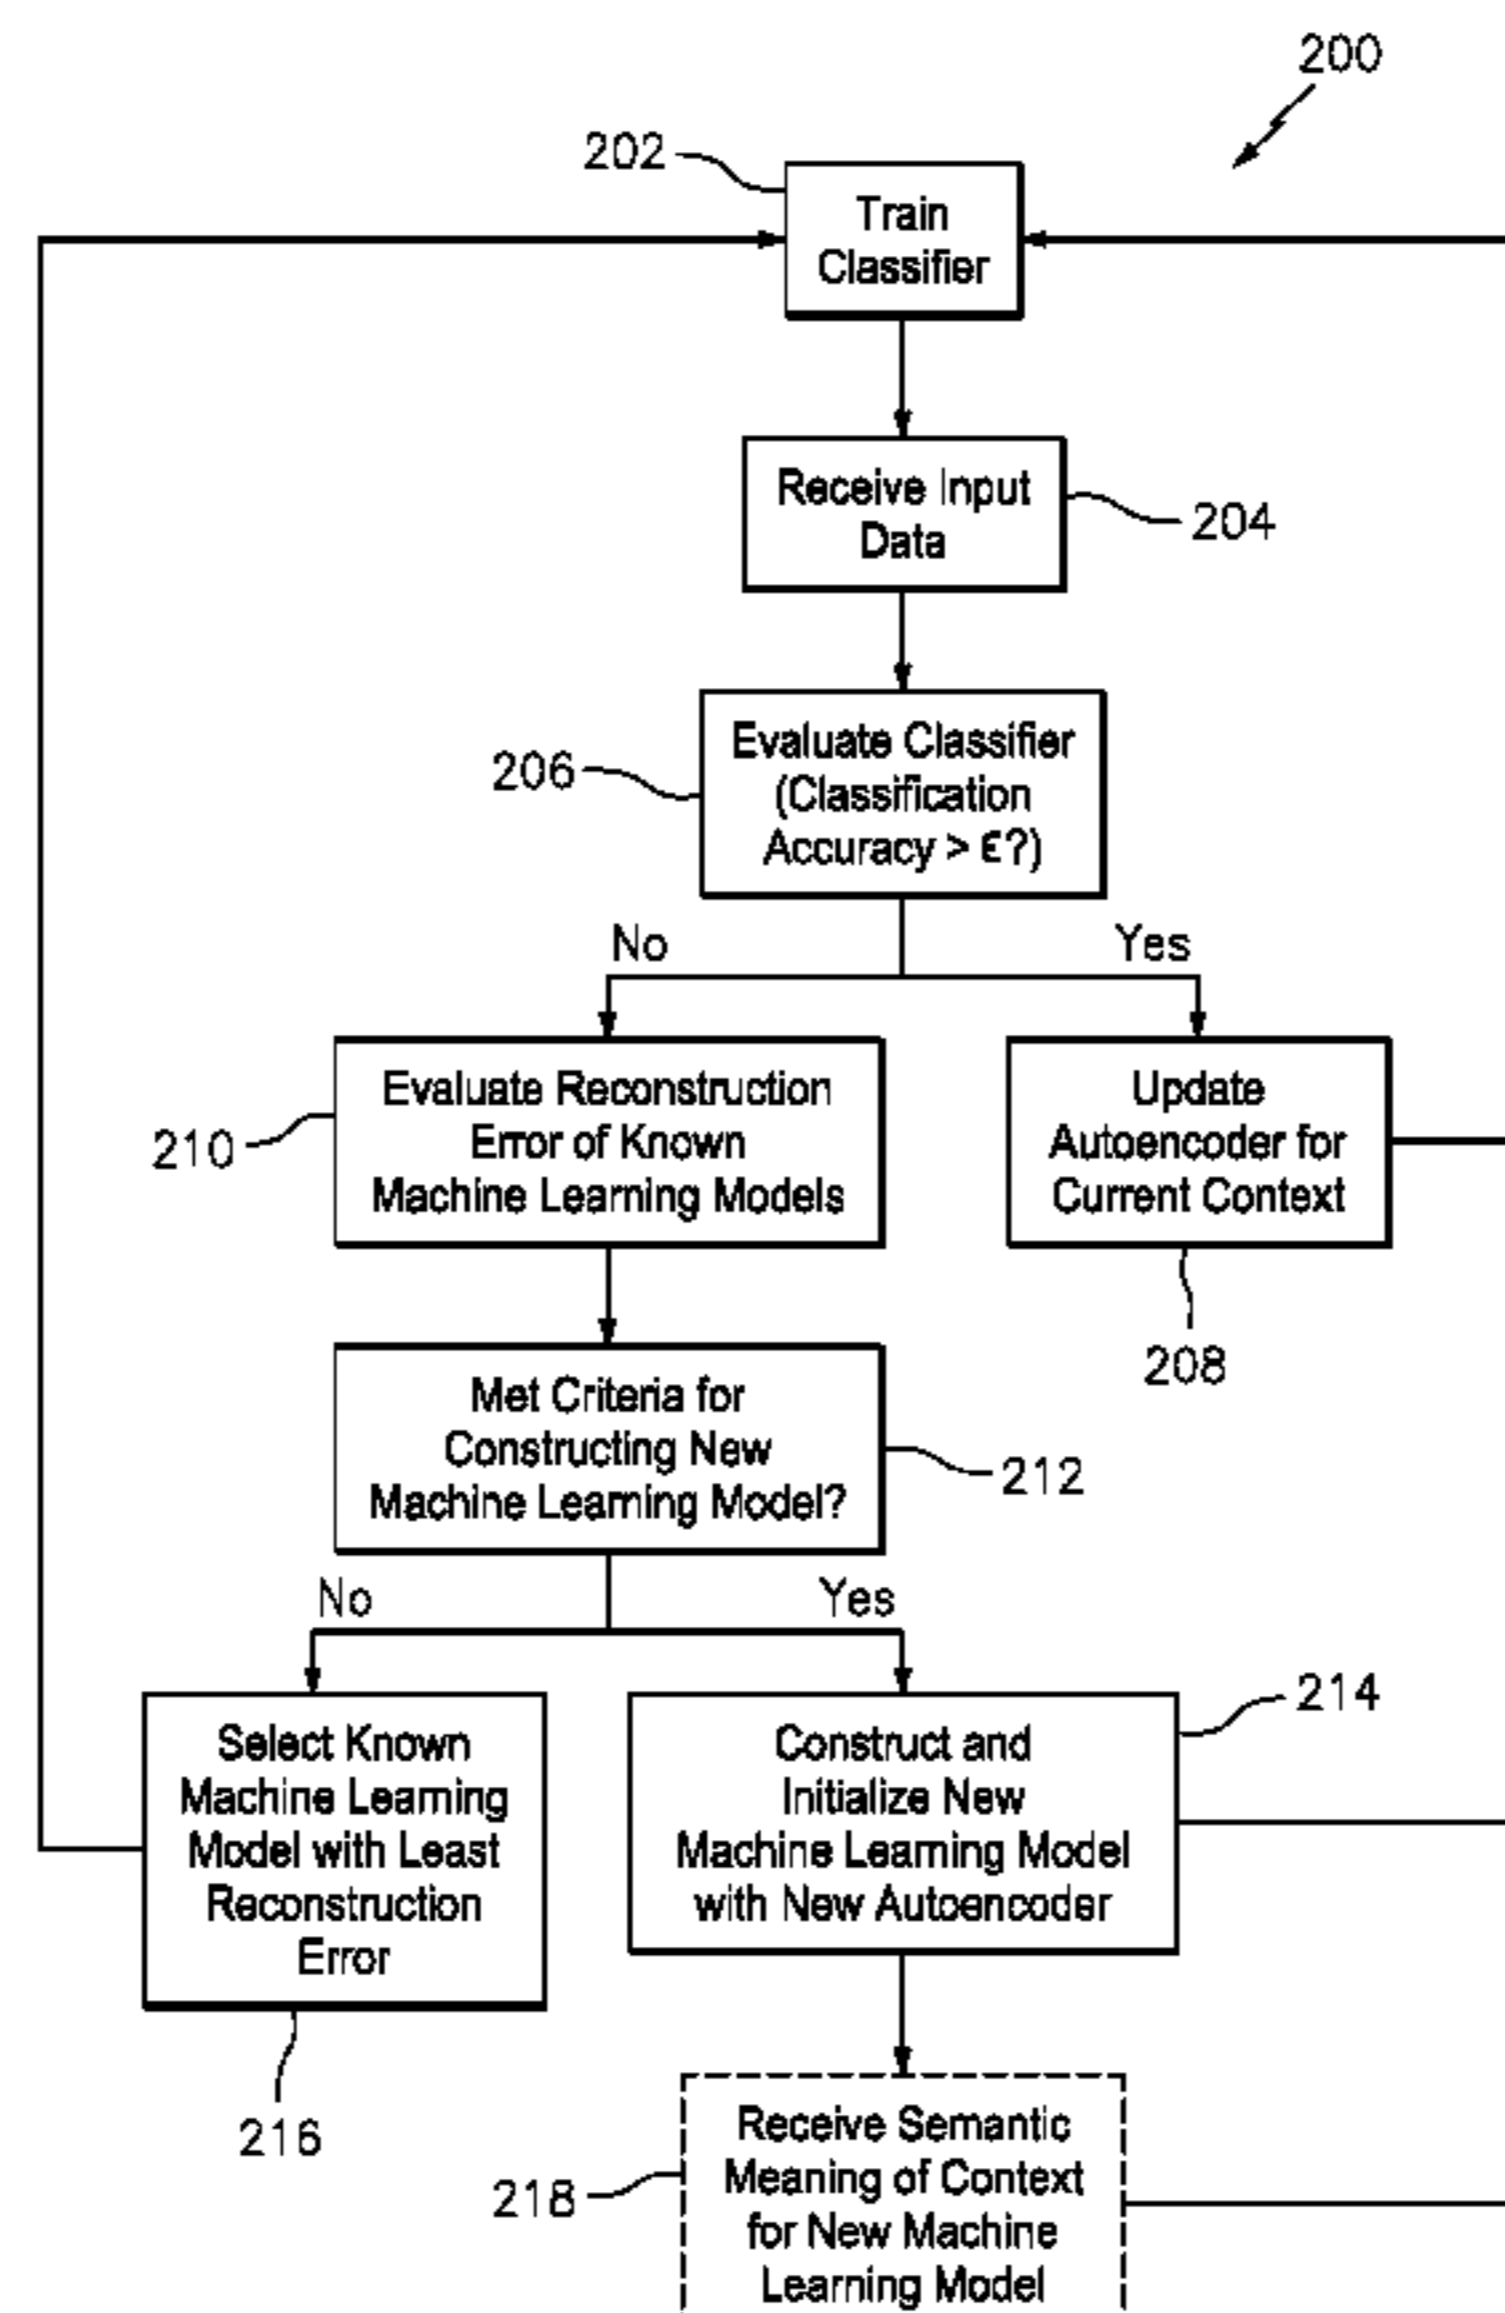 200
202
Train
Classifier
Receive Input
Data
204
206
Evaluate Classifier
(Classification
Accuracy > ϵ?)
No
Yes
210
Evaluate Reconstruction
Error of Known
Machine Learning Models
Update
Autoencoder for
Current Context
208
Met Criteria for
Constructing New
Machine Learning Model?
212
No
Yes
Select Known
Machine Learning
Model with Least
Reconstruction
Error
216
Construct and
Initialize New
Machine Learning Model
with New Autoencoder
214
218
Receive Semantic
Meaning of Context
for New Machine
Learning Model